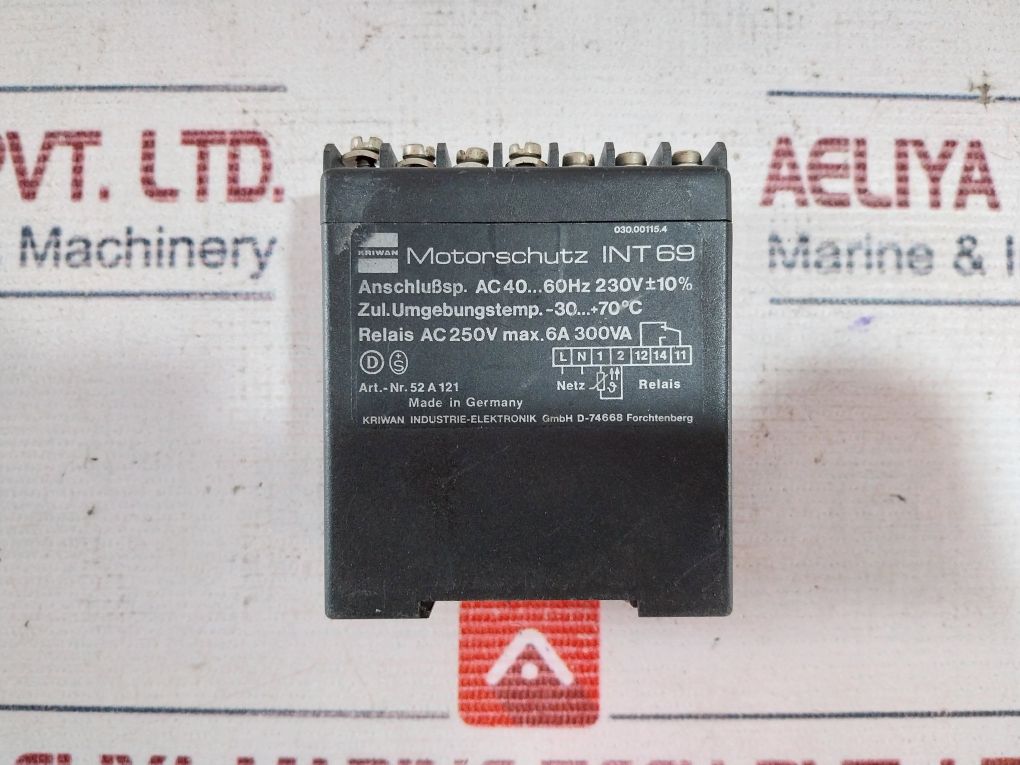 PVT. LTD.
Machinery
AELIYA
Marine & I
030.00115.4
KRIWAN
Motorschutz INT 69
Anschlußsp. AC 40...60Hz 230V±10%
Zul.Umgebungstemp. -30...+70°C
Relais AC 250V max. 6A 300VA
D
+
S
L N 1 2 12 14 11
Netz ϑ Relais
Art.-Nr. 52 A 121
Made in Germany
KRIWAN INDUSTRIE-ELEKTRONIK GmbH D-74668 Forchtenberg